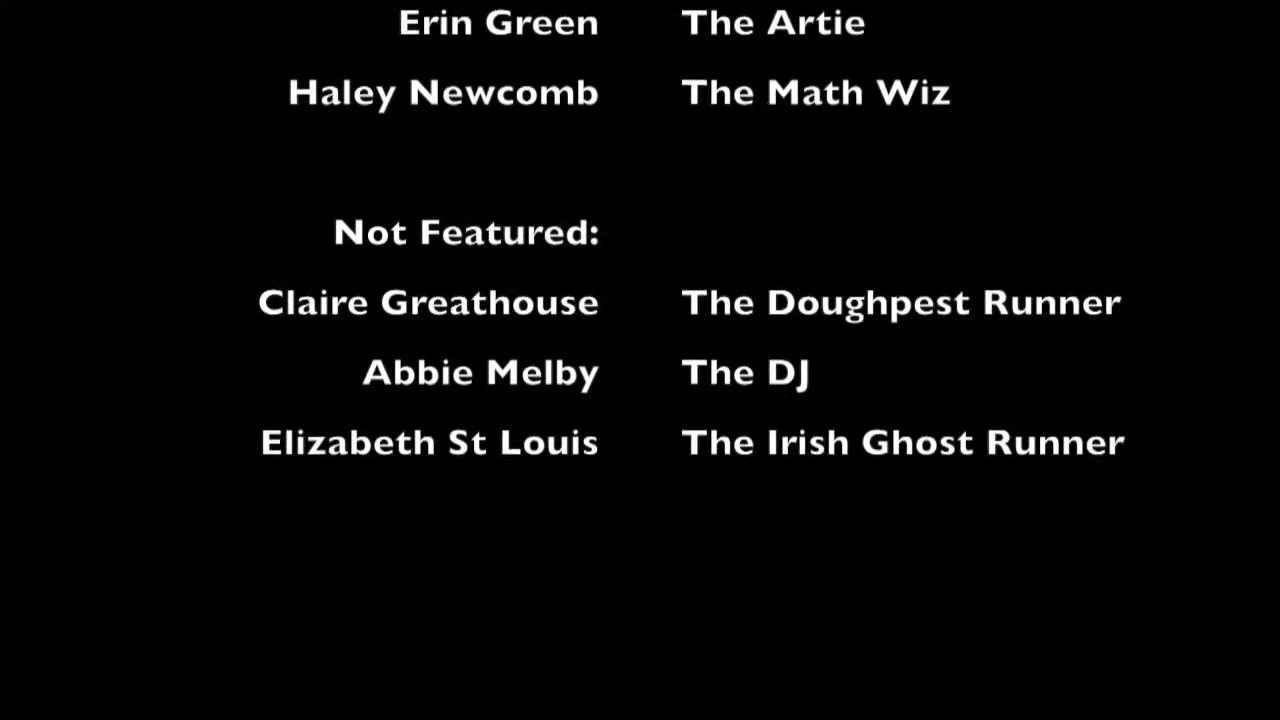 Erin Green The Artie
Haley Newcomb The Math Wiz
Not Featured:
Claire Greathouse The Doughpest Runner
Abbie Melby The DJ
Elizabeth St Louis The Irish Ghost Runner